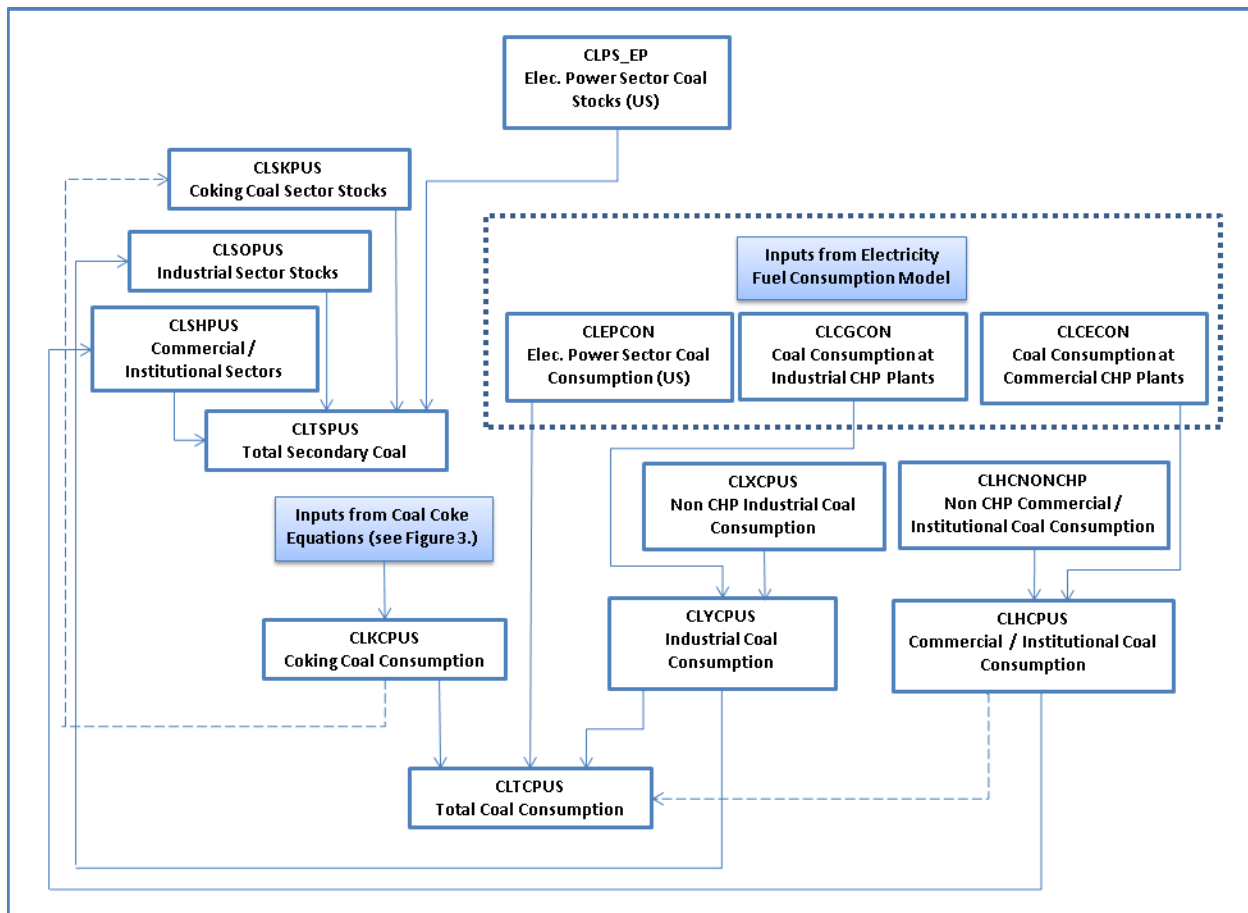 CLPS_EP
Elec. Power Sector Coal
Stocks (US)
CLSKPUS
Coking Coal Sector Stocks
CLSOPUS
Industrial Sector Stocks
CLSHPUS
Commercial /
Institutional Sectors
CLTSPUS
Total Secondary Coal
Inputs from Electricity
Fuel Consumption Model
CLEPCON
Elec. Power Sector Coal
Consumption (US)
CLCGCON
Coal Consumption at
Industrial CHP Plants
CLCECON
Coal Consumption at
Commercial CHP Plants
CLXCPUS
Non CHP Industrial Coal
Consumption
CLHCNONCHP
Non CHP Commercial /
Institutional Coal Consumption
Inputs from Coal Coke
Equations (see Figure 3.)
CLKCPUS
Coking Coal Consumption
CLYCPUS
Industrial Coal
Consumption
CLHCPUS
Commercial / Institutional Coal
Consumption
CLTCPUS
Total Coal Consumption